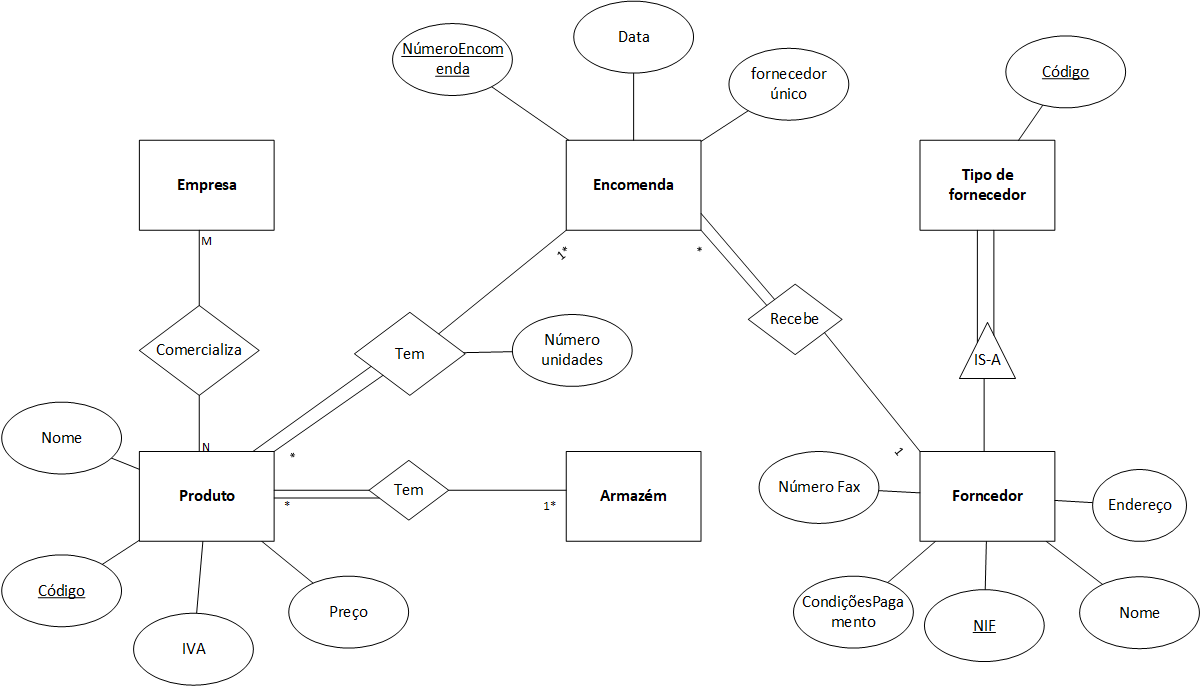 Data
NúmeroEncom
enda
fornecedor
único
Código
Empresa
Encomenda
Tipo de
fornecedor
M
1*
*
Comercializa
Tem
Número
unidades
Recebe
IS-A
Nome
N
*
1
Produto
Tem
Armazém
Número Fax
Forncedor
Endereço
*
1*
Código
IVA
Preço
CondiçõesPaga
mento
NIF
Nome